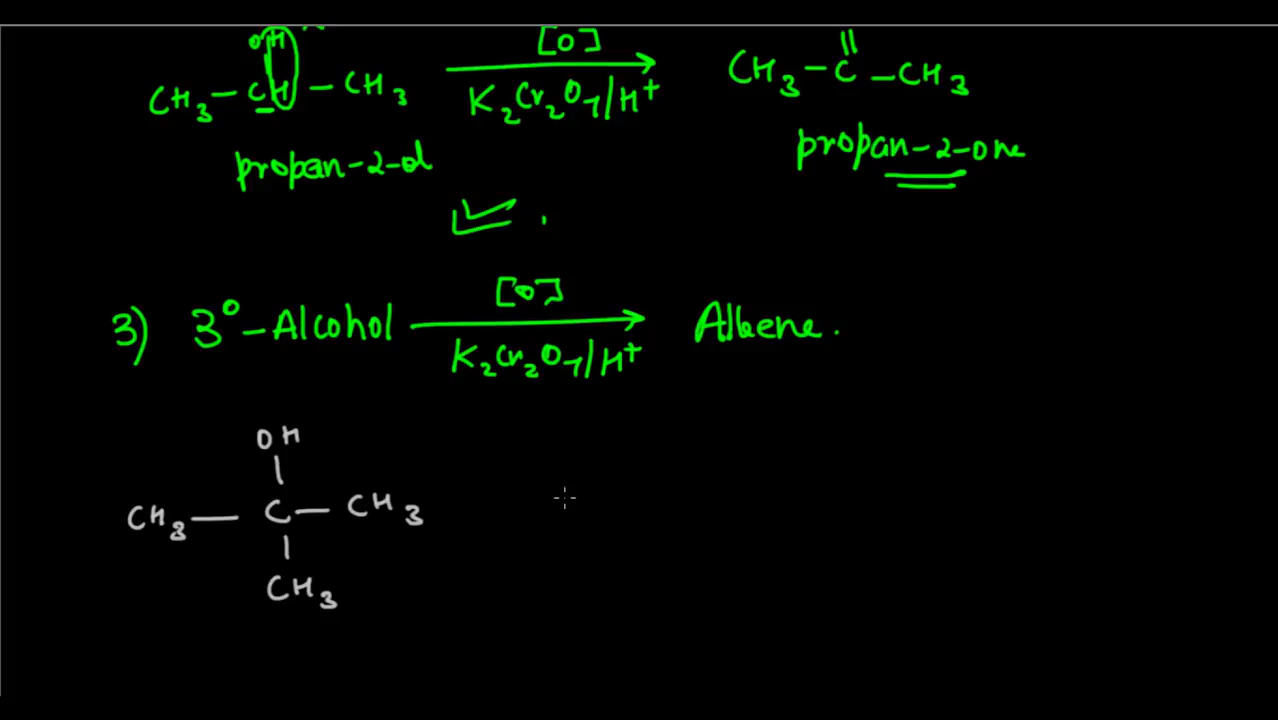 OH
CH3 - CH - CH3 [O] K2Cr2O7/H+ CH3 - C - CH3
propan-2-ol propan-2-one
3) 3° - Alcohol [O] K2Cr2O7/H+ Alkene.
OH
CH3 - C - CH3
CH3